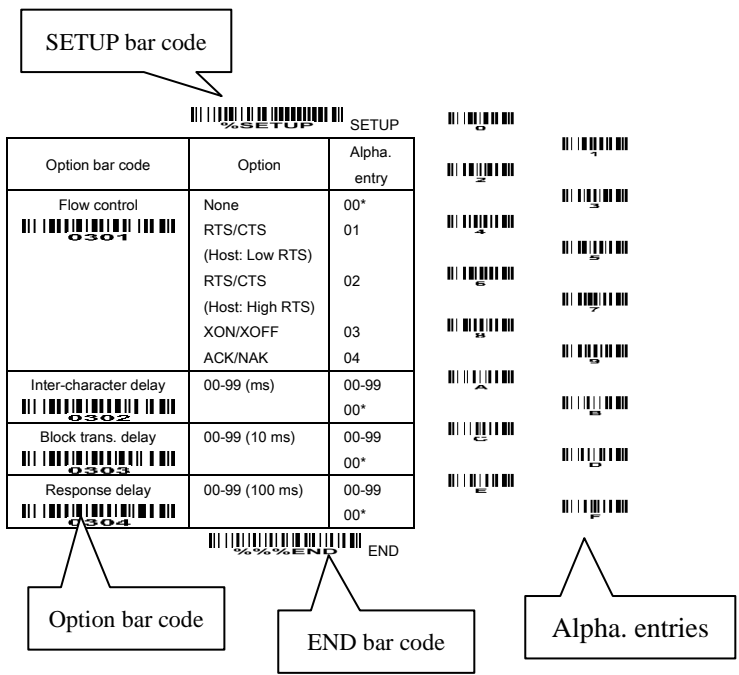 SETUP bar code
%SETUP SETUP
Option bar code Option Alpha. entry
Flow control
0301
None 00*
RTS/CTS 01
(Host: Low RTS)
RTS/CTS 02
(Host: High RTS)
XON/XOFF 03
ACK/NAK 04
Inter-character delay 00-99 (ms) 00-99
0302 00*
Block trans. delay 00-99 (10 ms) 00-99
0303 00*
Response delay 00-99 (100 ms) 00-99
0304 00*
%%%END END
0
1
2
3
4
5
6
7
8
9
A
B
C
D
E
F
Option bar code
END bar code
Alpha. entries